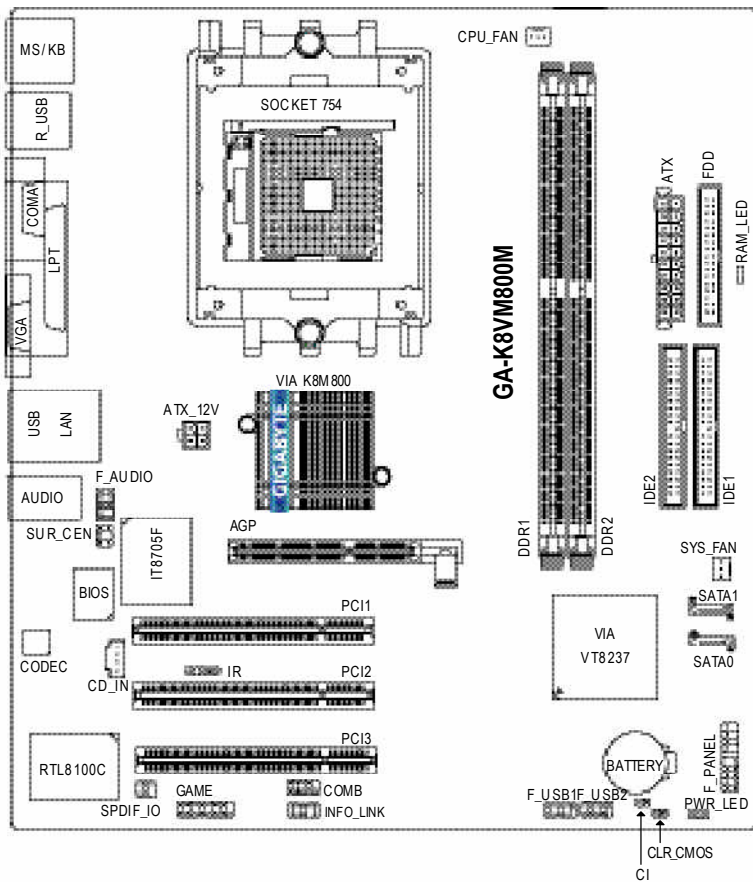 CPU_FAN
MS/KB
SOCKET 754
R_USB
ATX
FDD
COMA
LPT
RAM_LED
VGA
GA-K8VM800M
VIA K8M800
GIGABYTE
USB
LAN
ATX_12V
F_AUDIO
AUDIO
SUR_CEN
IT8705F
AGP
IDE2
IDE1
DDR1
DDR2
SYS_FAN
BIOS
SATA1
PCI1
VIA
VT8237
CODEC
CD_IN
IR
PCI2
SATA0
PCI3
RTL8100C
BATTERY
F_PANEL
GAME
COMB
SPDIF_IO
INFO_LINK
F_USB1
F_USB2
PWR_LED
CLR_CMOS
CI